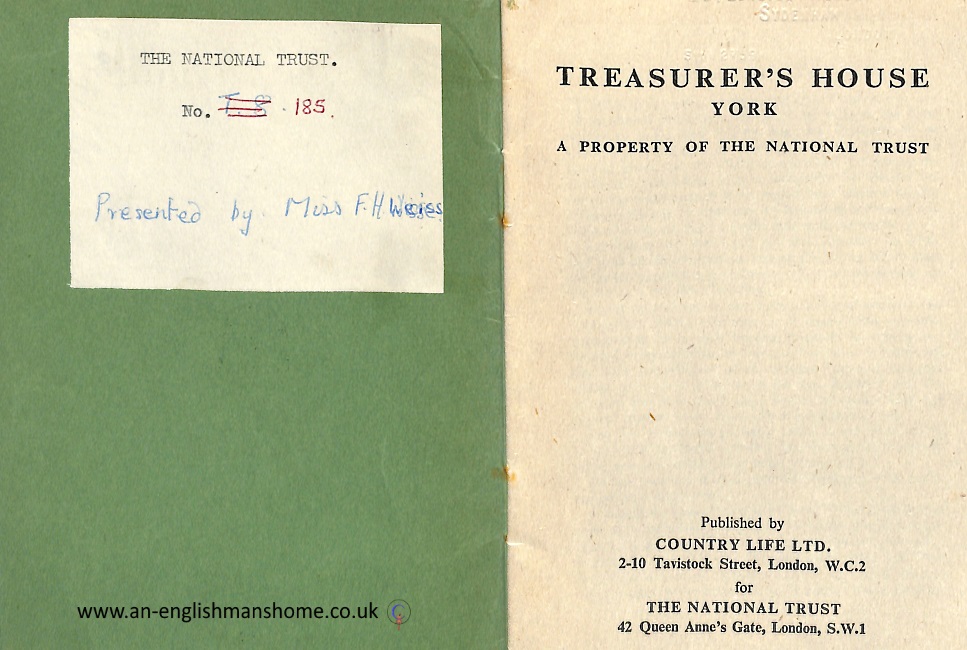 THE NATIONAL TRUST.
No. T.8. 185.
Presented by Miss F.H. Weiss
www.an-englishmanshome.co.uk
TREASURER'S HOUSE
YORK
A PROPERTY OF THE NATIONAL TRUST
Published by
COUNTRY LIFE LTD.
2-10 Tavistock Street, London, W.C.2
for
THE NATIONAL TRUST
42 Queen Anne's Gate, London, S.W.1